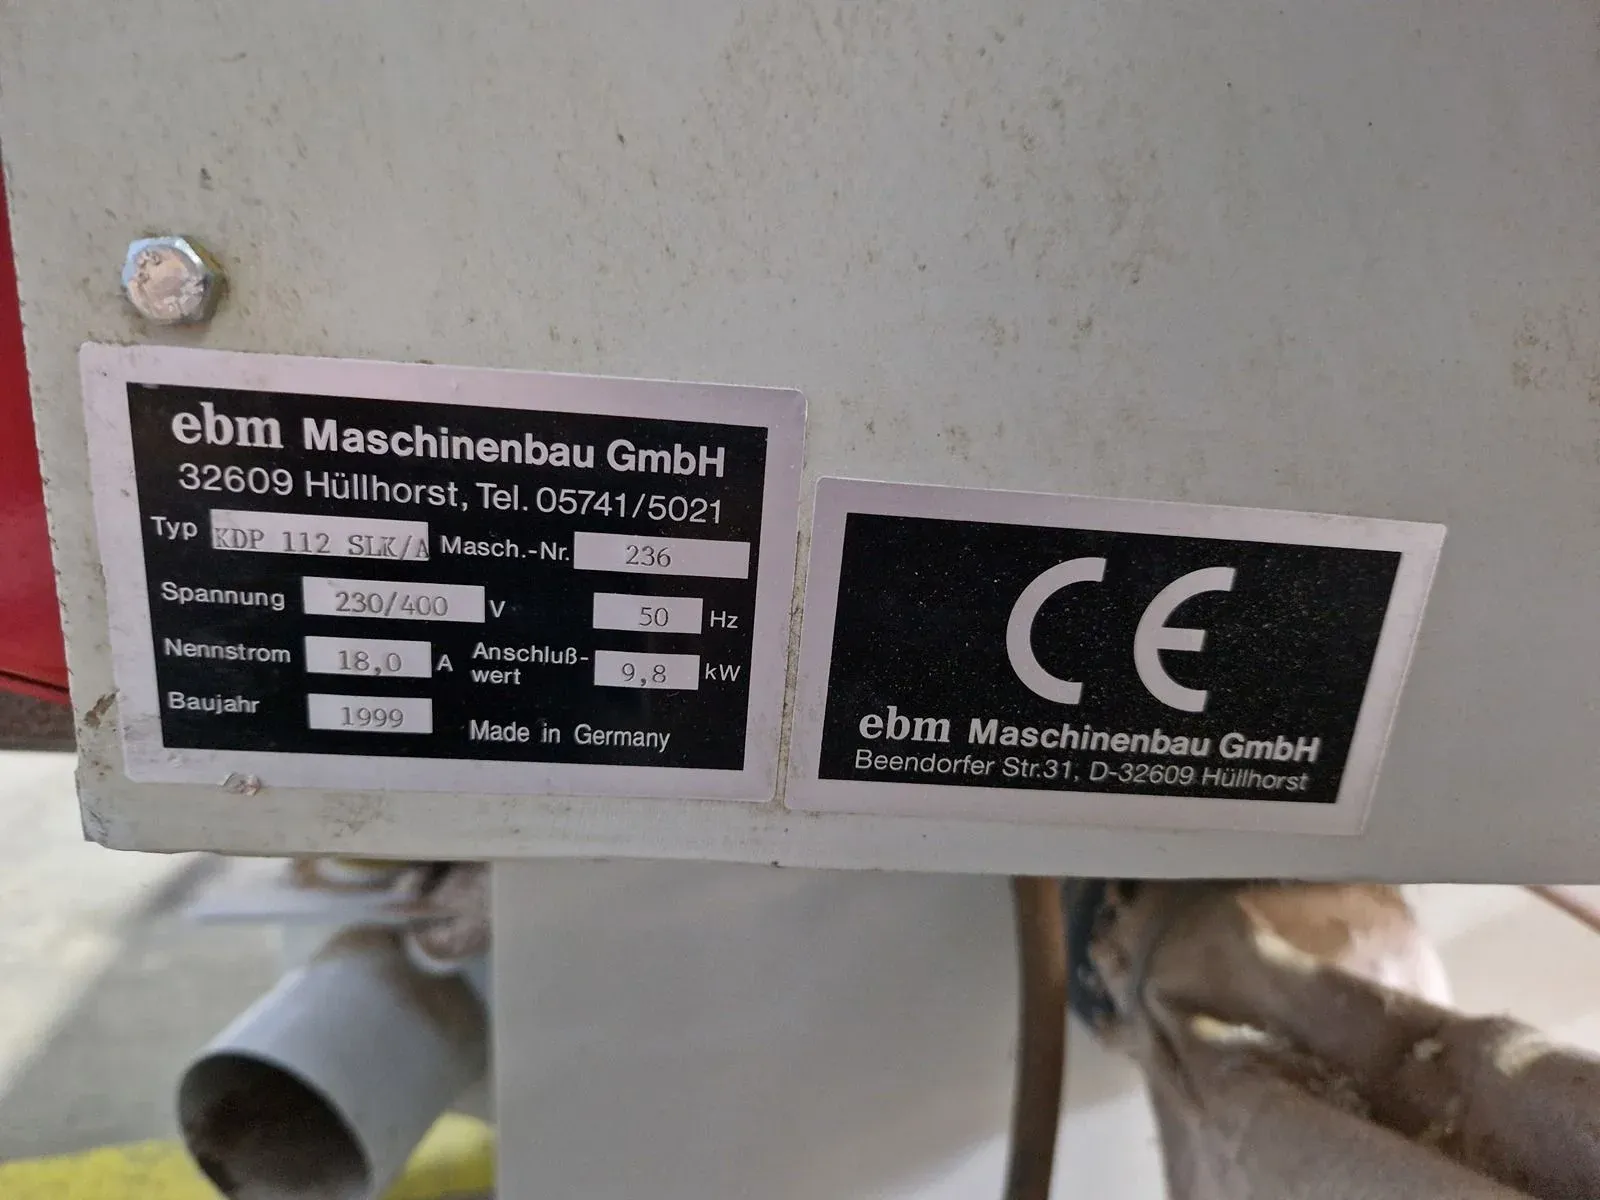 ebm Maschinenbau GmbH
32609 Hüllhorst, Tel. 05741/5021
Typ KDP 112 SLK/A Masch.-Nr. 236
Spannung 230/400 V 50 Hz
Nennstrom 18,0 A Anschluß-wert 9,8 kW
Baujahr 1999 Made in Germany
CE
ebm Maschinenbau GmbH
Beendorfer Str.31, D-32609 Hüllhorst